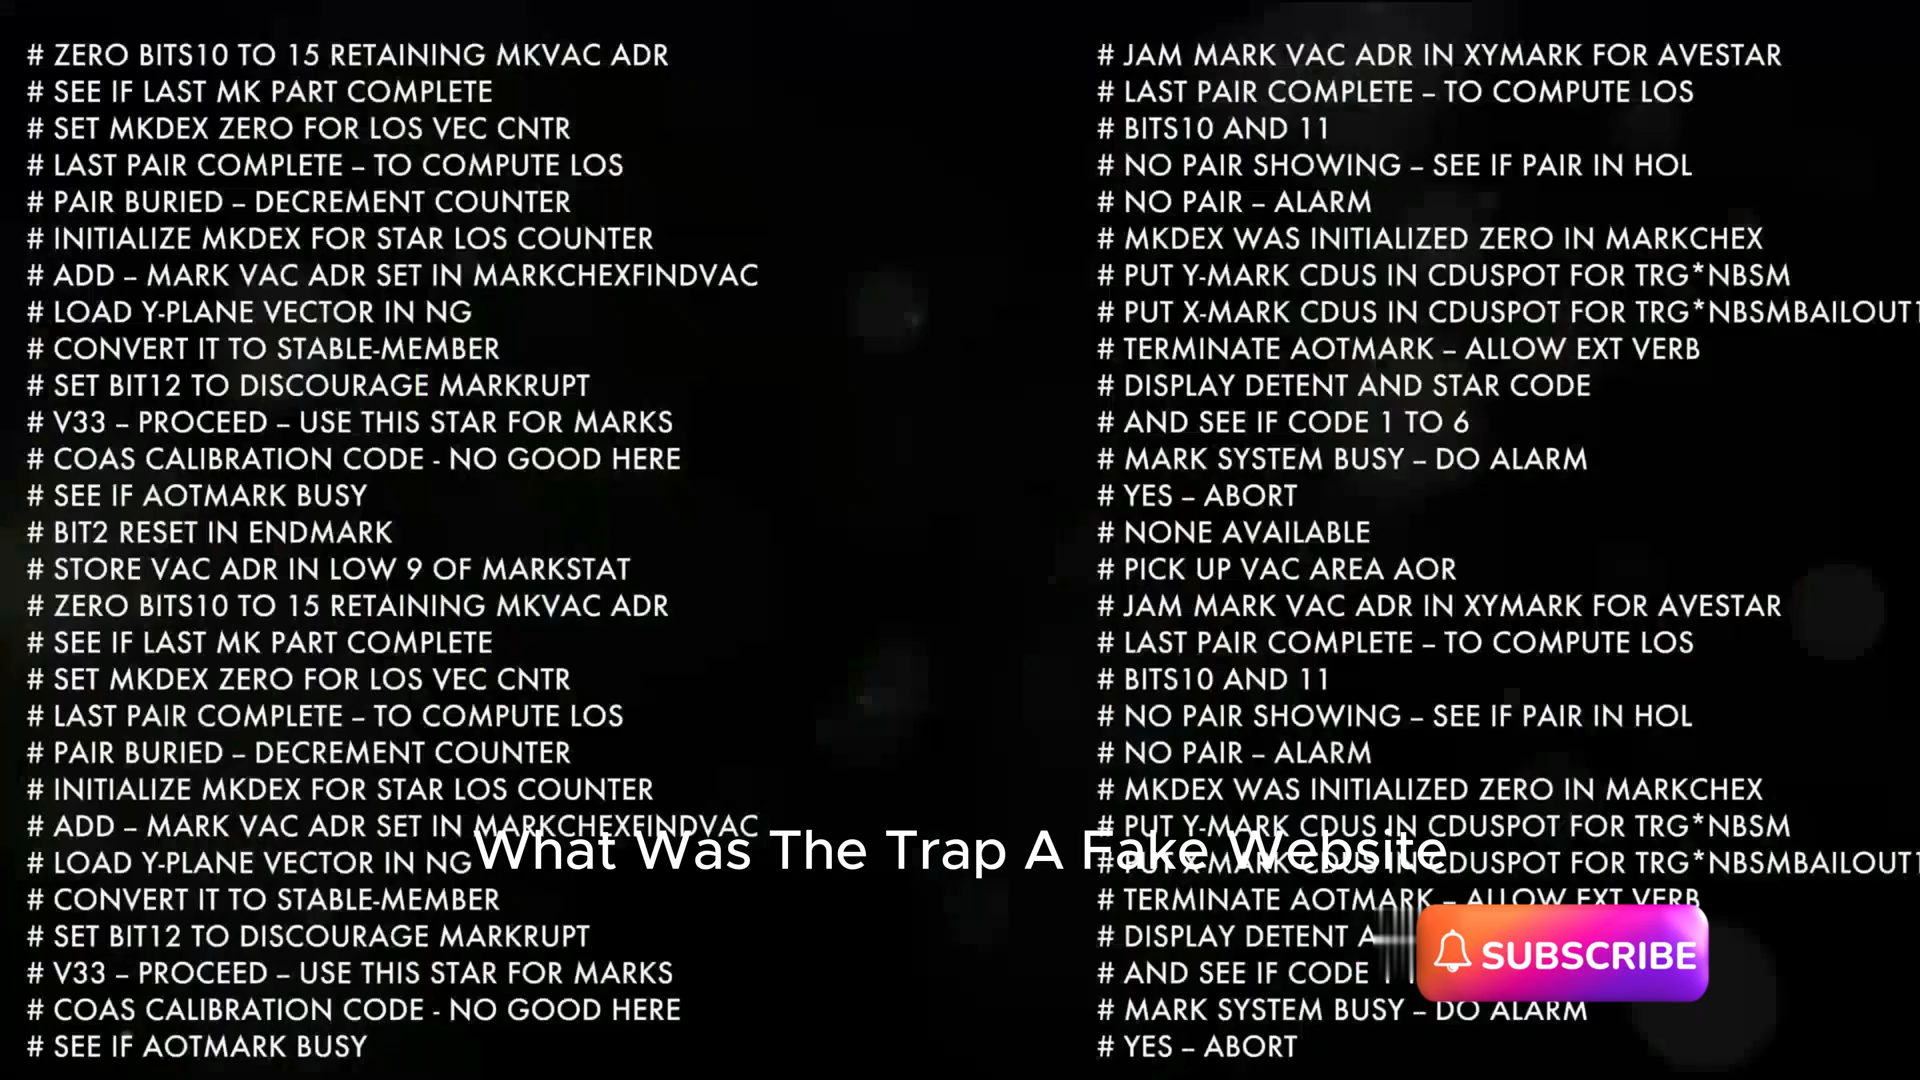 # ZERO BITS10 TO 15 RETAINING MKVAC ADR
# SEE IF LAST MK PART COMPLETE
# SET MKDEX ZERO FOR LOS VEC CNTR
# LAST PAIR COMPLETE – TO COMPUTE LOS
# PAIR BURIED – DECREMENT COUNTER
# INITIALIZE MKDEX FOR STAR LOS COUNTER
# ADD – MARK VAC ADR SET IN MARKCHEXFINDVAC
# LOAD Y-PLANE VECTOR IN NG
# CONVERT IT TO STABLE-MEMBER
# SET BIT12 TO DISCOURAGE MARKRUPT
# V33 – PROCEED – USE THIS STAR FOR MARKS
# COAS CALIBRATION CODE - NO GOOD HERE
# SEE IF AOTMARK BUSY
# BIT2 RESET IN ENDMARK
# STORE VAC ADR IN LOW 9 OF MARKSTAT
# ZERO BITS10 TO 15 RETAINING MKVAC ADR
# SEE IF LAST MK PART COMPLETE
# SET MKDEX ZERO FOR LOS VEC CNTR
# LAST PAIR COMPLETE – TO COMPUTE LOS
# PAIR BURIED – DECREMENT COUNTER
# INITIALIZE MKDEX FOR STAR LOS COUNTER
# ADD – MARK VAC ADR SET IN MARKCHEXFINDVAC
# LOAD Y-PLANE VECTOR IN NG
# CONVERT IT TO STABLE-MEMBER
# SET BIT12 TO DISCOURAGE MARKRUPT
# V33 – PROCEED – USE THIS STAR FOR MARKS
# COAS CALIBRATION CODE - NO GOOD HERE
# SEE IF AOTMARK BUSY
# JAM MARK VAC ADR IN XYMARK FOR AVESTAR
# LAST PAIR COMPLETE – TO COMPUTE LOS
# BITS10 AND 11
# NO PAIR SHOWING – SEE IF PAIR IN HOL
# NO PAIR – ALARM
# MKDEX WAS INITIALIZED ZERO IN MARKCHEX
# PUT Y-MARK CDUS IN CDUSPOT FOR TRG*NBSM
# PUT X-MARK CDUS IN CDUSPOT FOR TRG*NBSMBAILOUT1
# TERMINATE AOTMARK – ALLOW EXT VERB
# DISPLAY DETENT AND STAR CODE
# AND SEE IF CODE 1 TO 6
# MARK SYSTEM BUSY – DO ALARM
# YES – ABORT
# NONE AVAILABLE
# PICK UP VAC AREA AOR
# JAM MARK VAC ADR IN XYMARK FOR AVESTAR
# LAST PAIR COMPLETE – TO COMPUTE LOS
# BITS10 AND 11
# NO PAIR SHOWING – SEE IF PAIR IN HOL
# NO PAIR – ALARM
# MKDEX WAS INITIALIZED ZERO IN MARKCHEX
# PUT Y-MARK CDUS IN CDUSPOT FOR TRG*NBSM
# PUT X-MARK CDUS IN CDUSPOT FOR TRG*NBSMBAILOUT1
# TERMINATE AOTMARK – ALLOW EXT VERB
# DISPLAY DETENT
# AND SEE IF CODE
# MARK SYSTEM BUSY – DO ALARM
# YES – ABORT
What Was The Trap A Fake Website
SUBSCRIBE